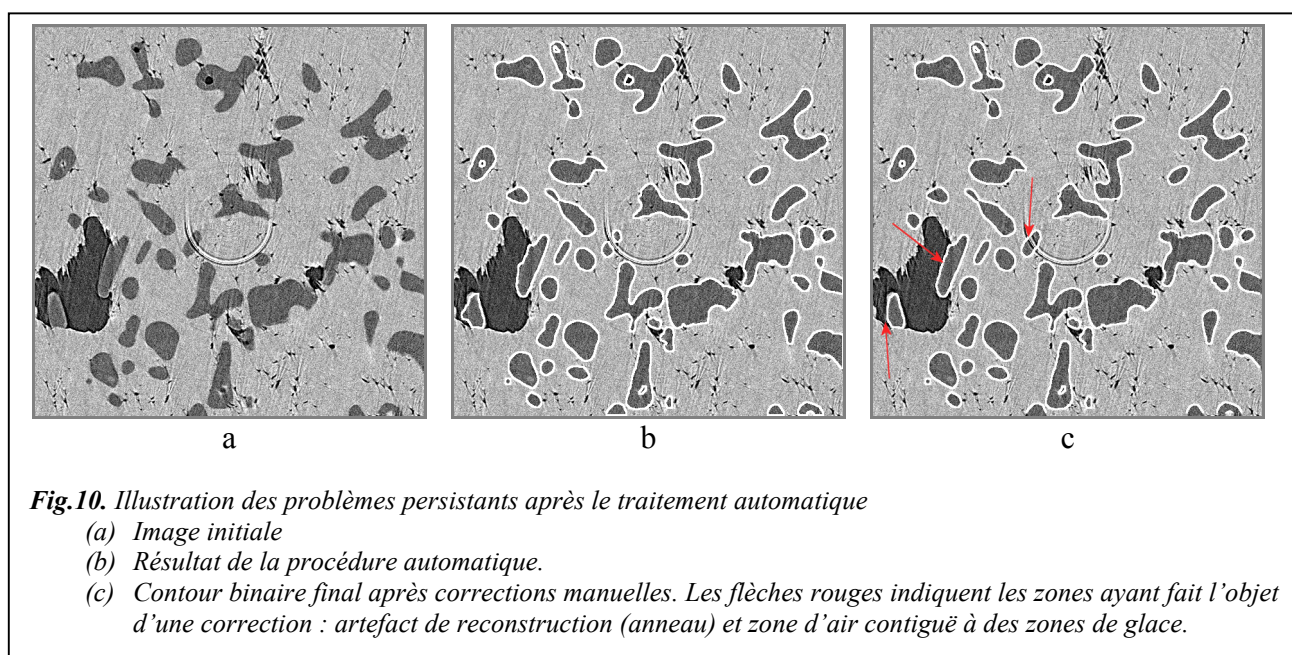 a b c
Fig.10. Illustration des problèmes persistants après le traitement automatique
(a) Image initiale
(b) Résultat de la procédure automatique.
(c) Contour binaire final après corrections manuelles. Les flèches rouges indiquent les zones ayant fait l’objet
d’une correction : artefact de reconstruction (anneau) et zone d’air contiguë à des zones de glace.